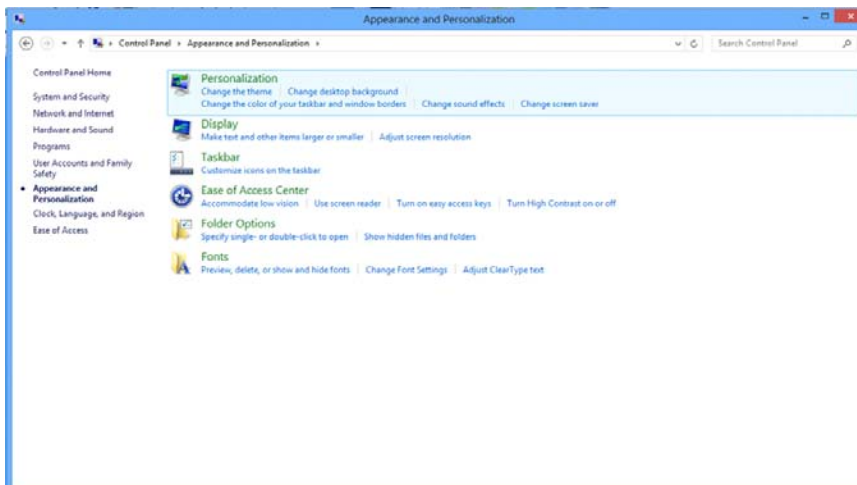 Appearance and Personalization
Control Panel
Appearance and Personalization
Search Control Panel
Control Panel Home
System and Security
Network and Internet
Hardware and Sound
Programs
User Accounts and Family
Safety
Appearance and
Personalization
Clock, Language, and Region
Ease of Access
Personalization
Change the theme Change desktop background
Change the color of your taskbar and window borders Change sound effects Change screen saver
Display
Make text and other items larger or smaller Adjust screen resolution
Taskbar
Customize icons on the taskbar
Ease of Access Center
Accommodate low vision Use screen reader Turn on easy access keys Turn High Contrast on or off
Folder Options
Specify single- or double-click to open Show hidden files and folders
Fonts
Preview, delete, or show and hide fonts Change Font Settings Adjust ClearType text